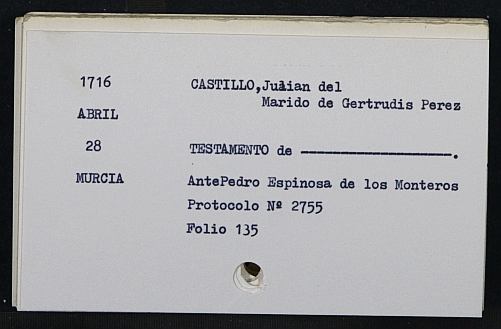 1716
CASTILLO,Julian del
Marido de Gertrudis Perez
ABRIL
28
TESTAMENTO de --------------------.
MURCIA
AntePedro Espinosa de los Monteros
Protocolo Nº 2755
Folio 135